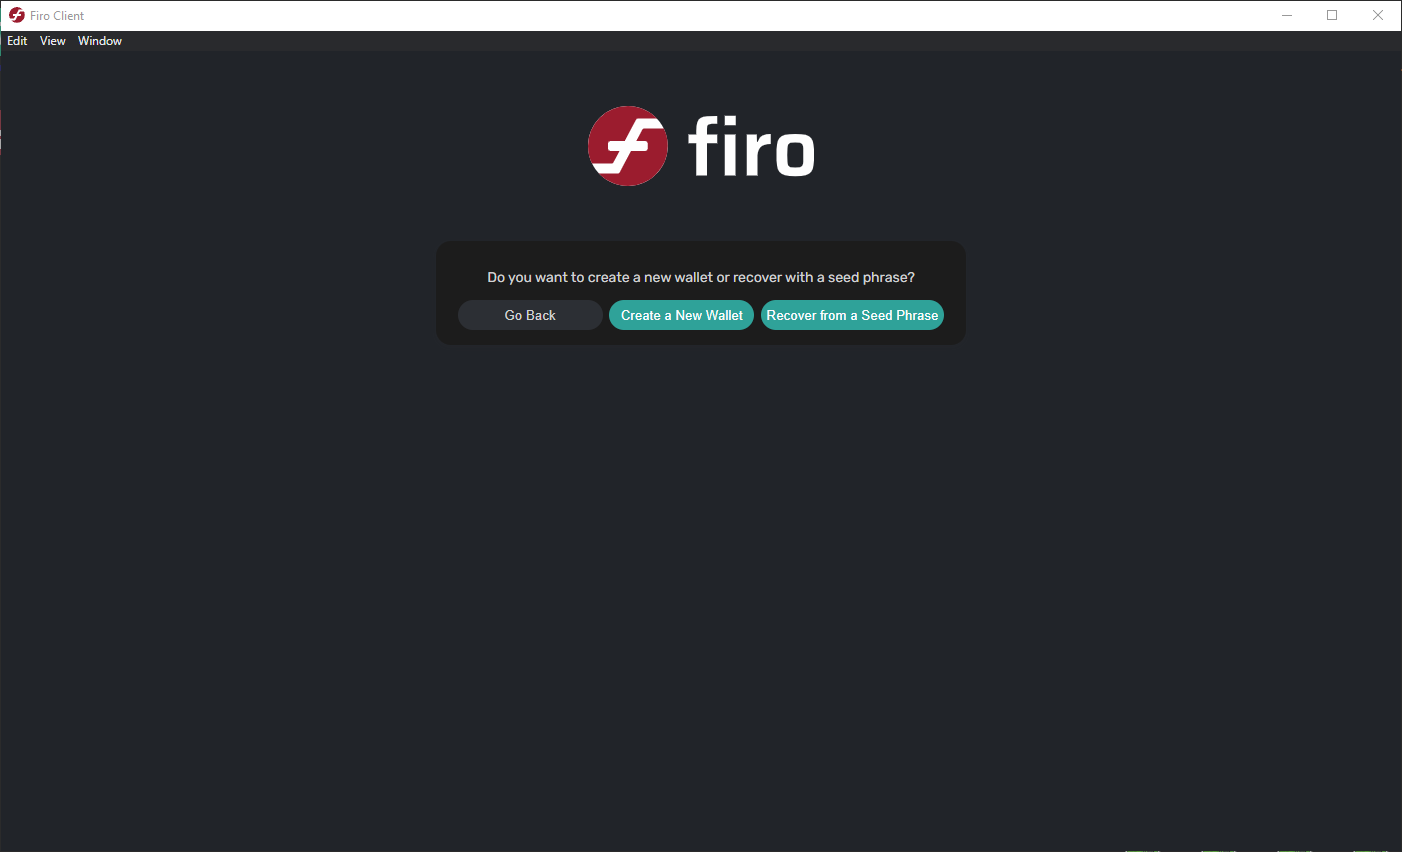 Firo Client
Edit View Window
firo
Do you want to create a new wallet or recover with a seed phrase?
Go Back Create a New Wallet Recover from a Seed Phrase